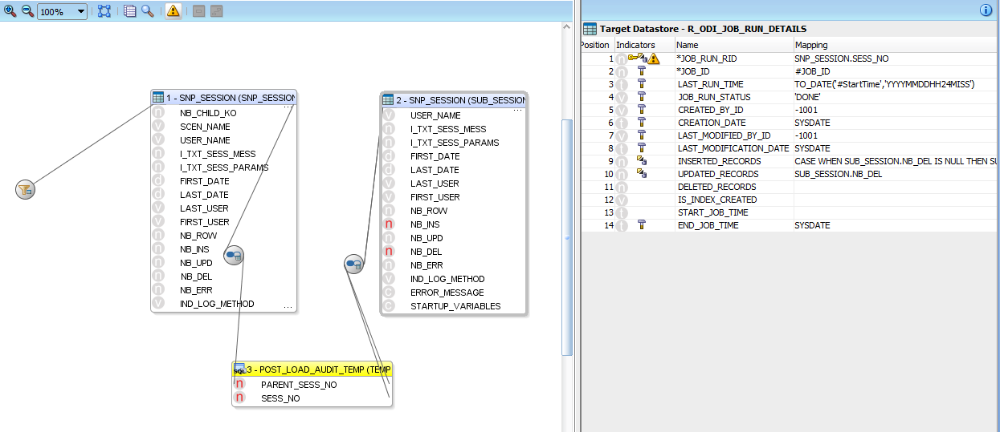 100%
1 - SNP_SESSION (SNP_SESSION
...
NB_CHILD_KO
SCEN_NAME
USER_NAME
I_TXT_SESS_MESS
I_TXT_SESS_PARAMS
FIRST_DATE
LAST_DATE
LAST_USER
FIRST_USER
NB_ROW
NB_INS
NB_UPD
NB_DEL
NB_ERR
IND_LOG_METHOD
...
2 - SNP_SESSION (SUB_SESSION
...
USER_NAME
I_TXT_SESS_MESS
I_TXT_SESS_PARAMS
FIRST_DATE
LAST_DATE
LAST_USER
FIRST_USER
NB_ROW
NB_INS
NB_UPD
NB_DEL
NB_ERR
IND_LOG_METHOD
ERROR_MESSAGE
STARTUP_VARIABLES
SQL 3 - POST_LOAD_AUDIT_TEMP (TEMP
PARENT_SESS_NO
SESS_NO
Target Datastore - R_ODI_JOB_RUN_DETAILS
Position Indicators Name Mapping
1 *JOB_RUN_RID SNP_SESSION.SESS_NO
2 *JOB_ID #JOB_ID
3 LAST_RUN_TIME TO_DATE('#StartTime','YYYYMMDDHH24MISS')
4 JOB_RUN_STATUS 'DONE'
5 CREATED_BY_ID -1001
6 CREATION_DATE SYSDATE
7 LAST_MODIFIED_BY_ID -1001
8 LAST_MODIFICATION_DATE SYSDATE
9 INSERTED_RECORDS CASE WHEN SUB_SESSION.NB_DEL IS NULL THEN SU
10 UPDATED_RECORDS SUB_SESSION.NB_DEL
11 DELETED_RECORDS
12 IS_INDEX_CREATED
13 START_JOB_TIME
14 END_JOB_TIME SYSDATE